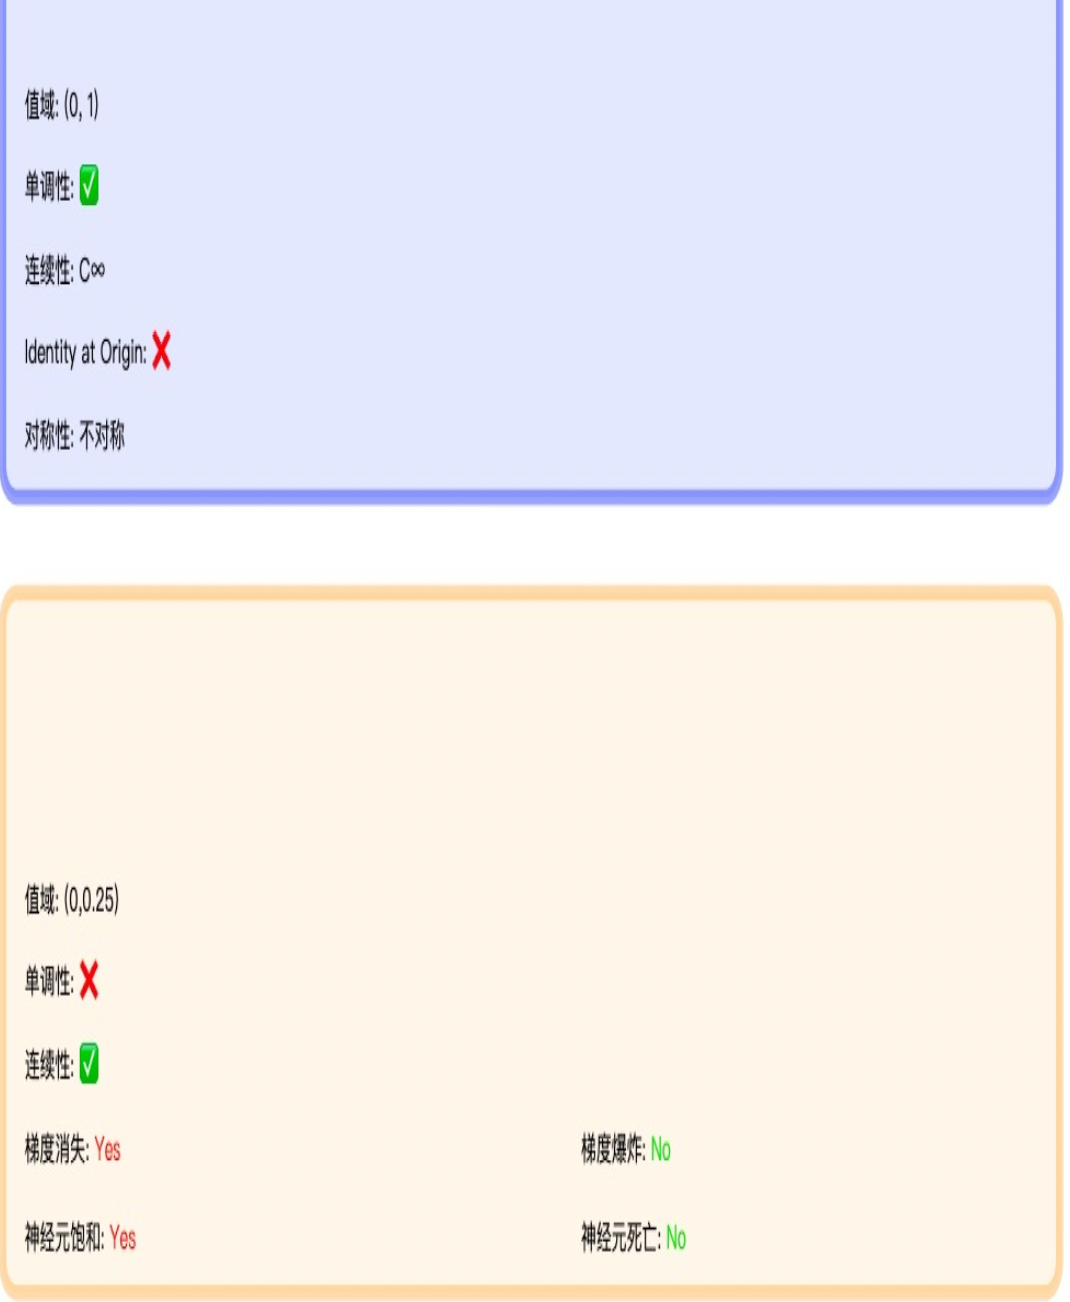 值域: (0, 1)
单调性: ✅
连续性: C∞
Identity at Origin: ❌
对称性: 不对称
值域: (0,0.25)
单调性: ❌
连续性: ✅
梯度消失: Yes 梯度爆炸: No
神经元饱和: Yes 神经元死亡: No